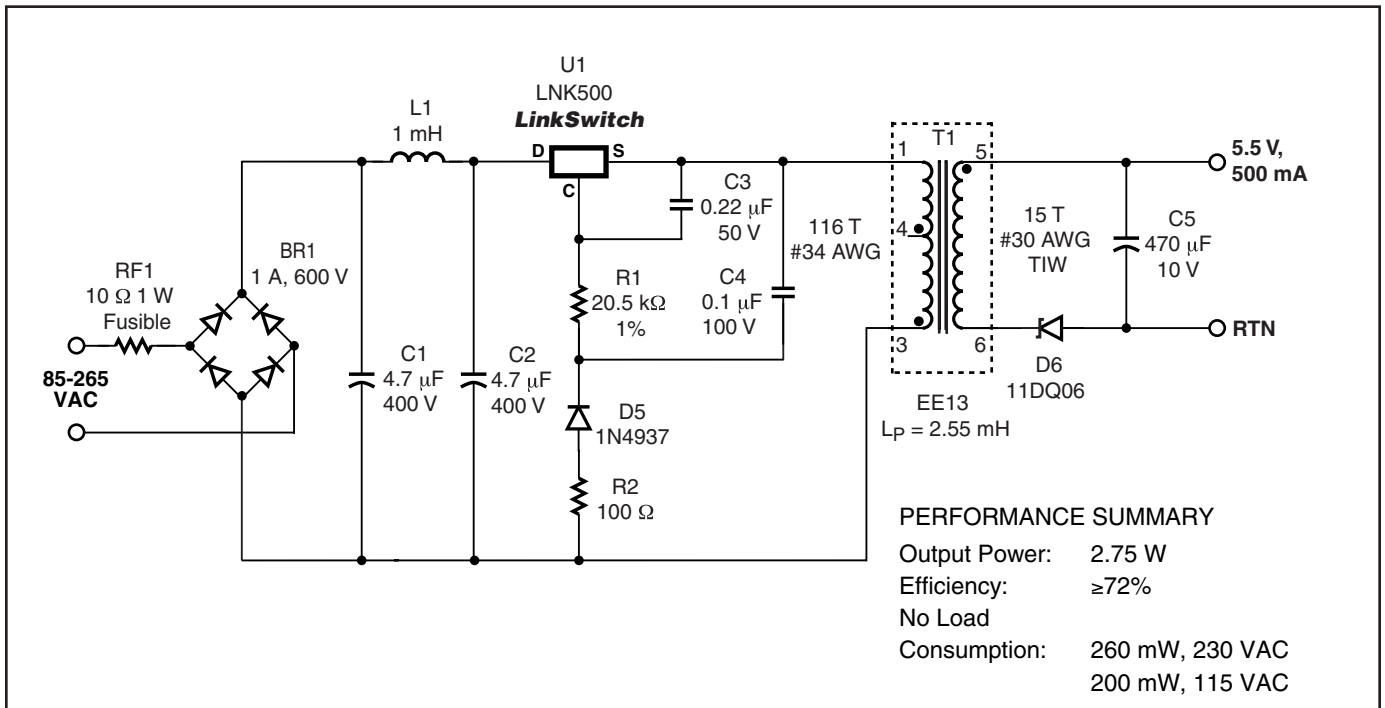 U1
LNK500
LinkSwitch
L1
1 mH
D
S
C
C3
0.22 µF
50 V
T1
1
5
4
3
6
116 T
#34 AWG
15 T
#30 AWG
TIW
5.5 V,
500 mA
C5
470 µF
10 V
RTN
BR1
1 A, 600 V
RF1
10 Ω 1 W
Fusible
85-265
VAC
C1
4.7 µF
400 V
C2
4.7 µF
400 V
R1
20.5 kΩ
1%
C4
0.1 µF
100 V
D5
1N4937
R2
100 Ω
D6
11DQ06
EE13
LP = 2.55 mH
PERFORMANCE SUMMARY
Output Power: 2.75 W
Efficiency: ≥72%
No Load
Consumption: 260 mW, 230 VAC
200 mW, 115 VAC